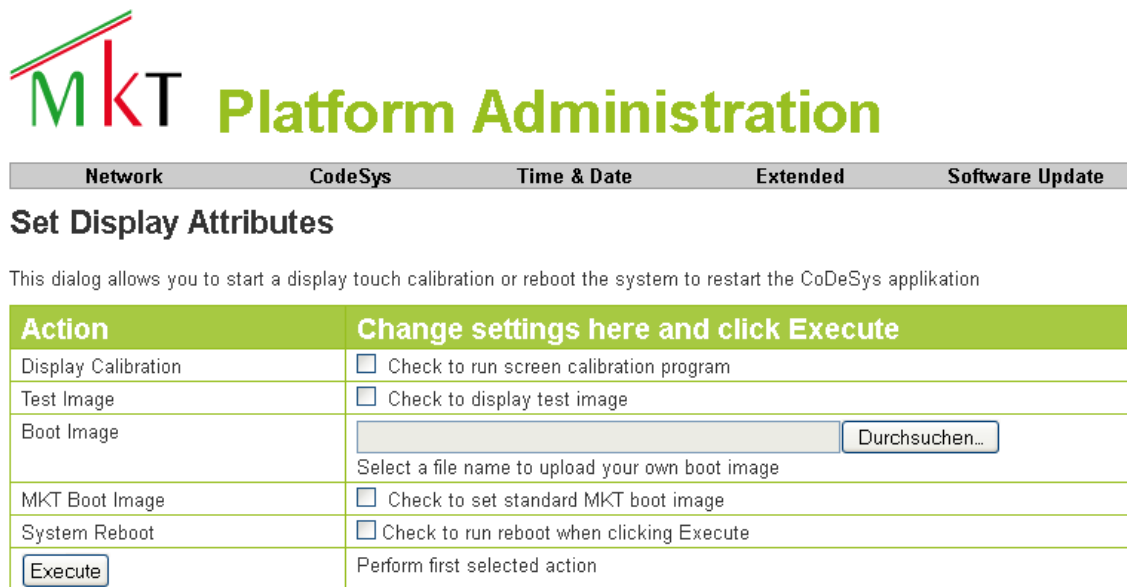 MKT Platform Administration
Network CodeSys Time & Date Extended Software Update
Set Display Attributes
This dialog allows you to start a display touch calibration or reboot the system to restart the CoDeSys applikation
Action Change settings here and click Execute
Display Calibration Check to run screen calibration program
Test Image Check to display test image
Boot Image Durchsuchen...
Select a file name to upload your own boot image
MKT Boot Image Check to set standard MKT boot image
System Reboot Check to run reboot when clicking Execute
Execute Perform first selected action